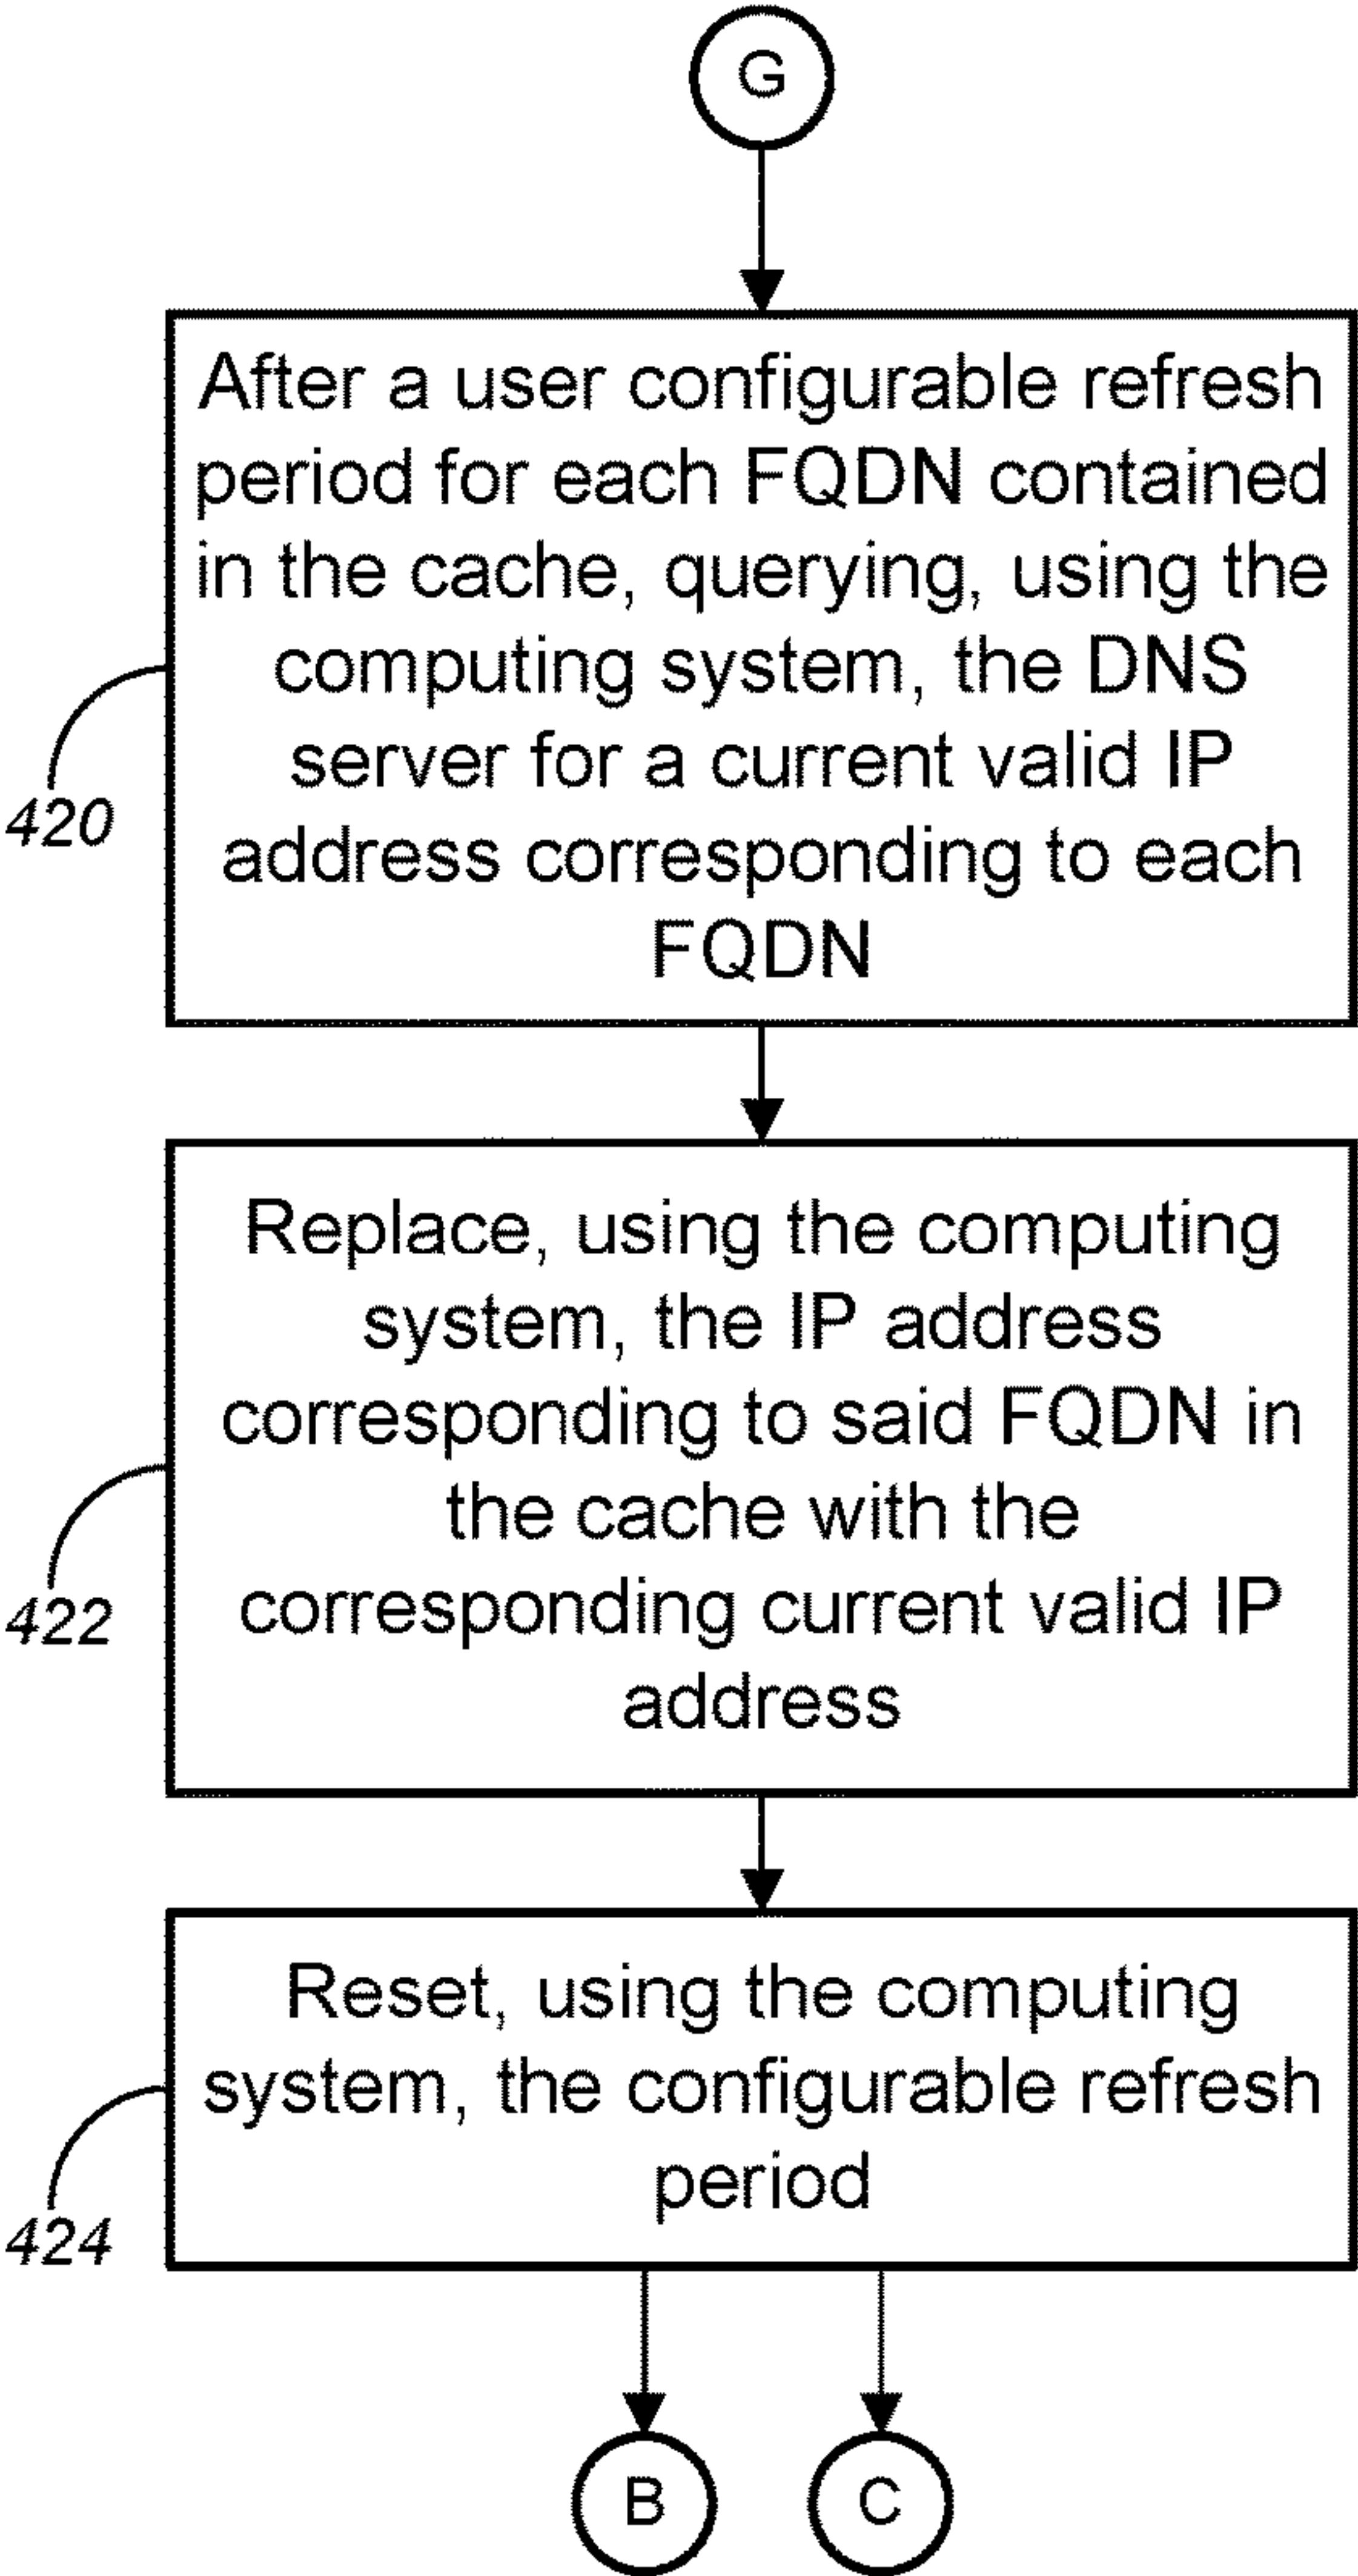 G
After a user configurable refresh
period for each FQDN contained
in the cache, querying, using the
computing system, the DNS
server for a current valid IP
address corresponding to each
FQDN
420
Replace, using the computing
system, the IP address
corresponding to said FQDN in
the cache with the
corresponding current valid IP
address
422
Reset, using the computing
system, the configurable refresh
period
424
B C